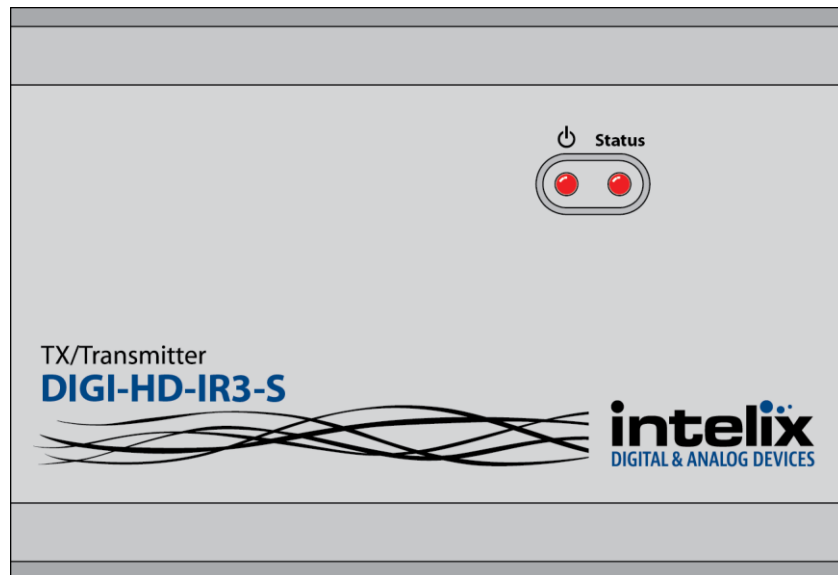 Status
TX/Transmitter
DIGI-HD-IR3-S
intelix
DIGITAL & ANALOG DEVICES